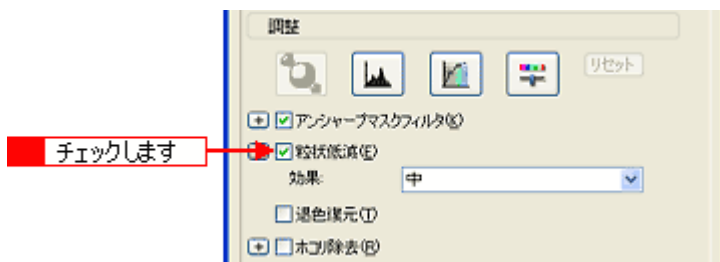 調整
リセット
アンシャープマスクフィルタ(K)
チェックします
粒状低減(E)
効果: 中
退色復元(T)
ホコリ除去(R)